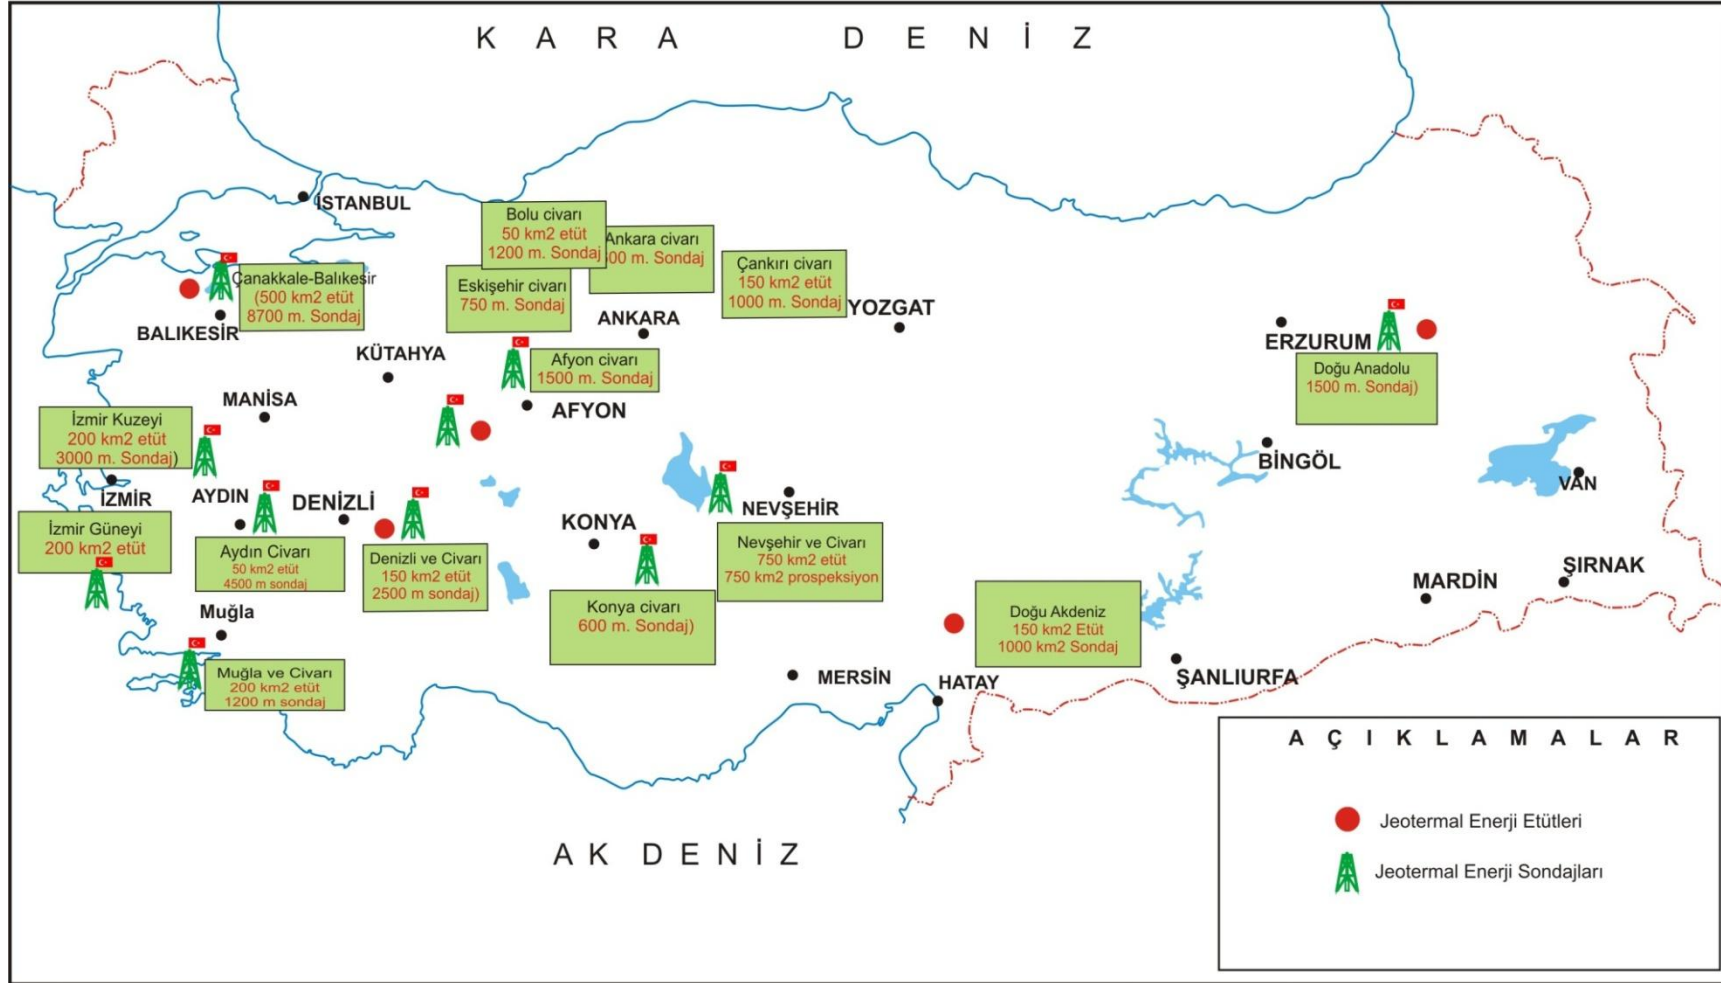 K A R A D E N İ Z
İSTANBUL
Bolu civarı
50 km2 etüt
1200 m. Sondaj
Ankara civarı
00 m. Sondaj
Çankırı civarı
150 km2 etüt
1000 m. Sondaj
Çanakkale-Balıkesir
(500 km2 etüt
8700 m. Sondaj
Eskişehir civarı
750 m. Sondaj
BALIKESİR
ANKARA
YOZGAT
ERZURUM
KÜTAHYA
Afyon civarı
1500 m. Sondaj
Doğu Anadolu
1500 m. Sondaj)
MANİSA
AFYON
İzmir Kuzeyi
200 km2 etüt
3000 m. Sondaj)
BİNGÖL
VAN
İZMİR
AYDIN
DENİZLİ
KONYA
NEVŞEHİR
İzmir Güneyi
200 km2 etüt
Aydın Civarı
50 km2 etüt
4500 m sondaj
Denizli ve Civarı
150 km2 etüt
2500 m sondaj)
Nevşehir ve Civarı
750 km2 etüt
750 km2 prospeksiyon
Konya civarı
600 m. Sondaj)
Doğu Akdeniz
150 km2 Etüt
1000 km2 Sondaj
MARDİN
ŞIRNAK
Muğla
Muğla ve Civarı
200 km2 etüt
1200 m sondaj
MERSİN
HATAY
ŞANLIURFA
A Ç I K L A M A L A R
Jeotermal Enerji Etütleri
Jeotermal Enerji Sondajları
A K D E N İ Z